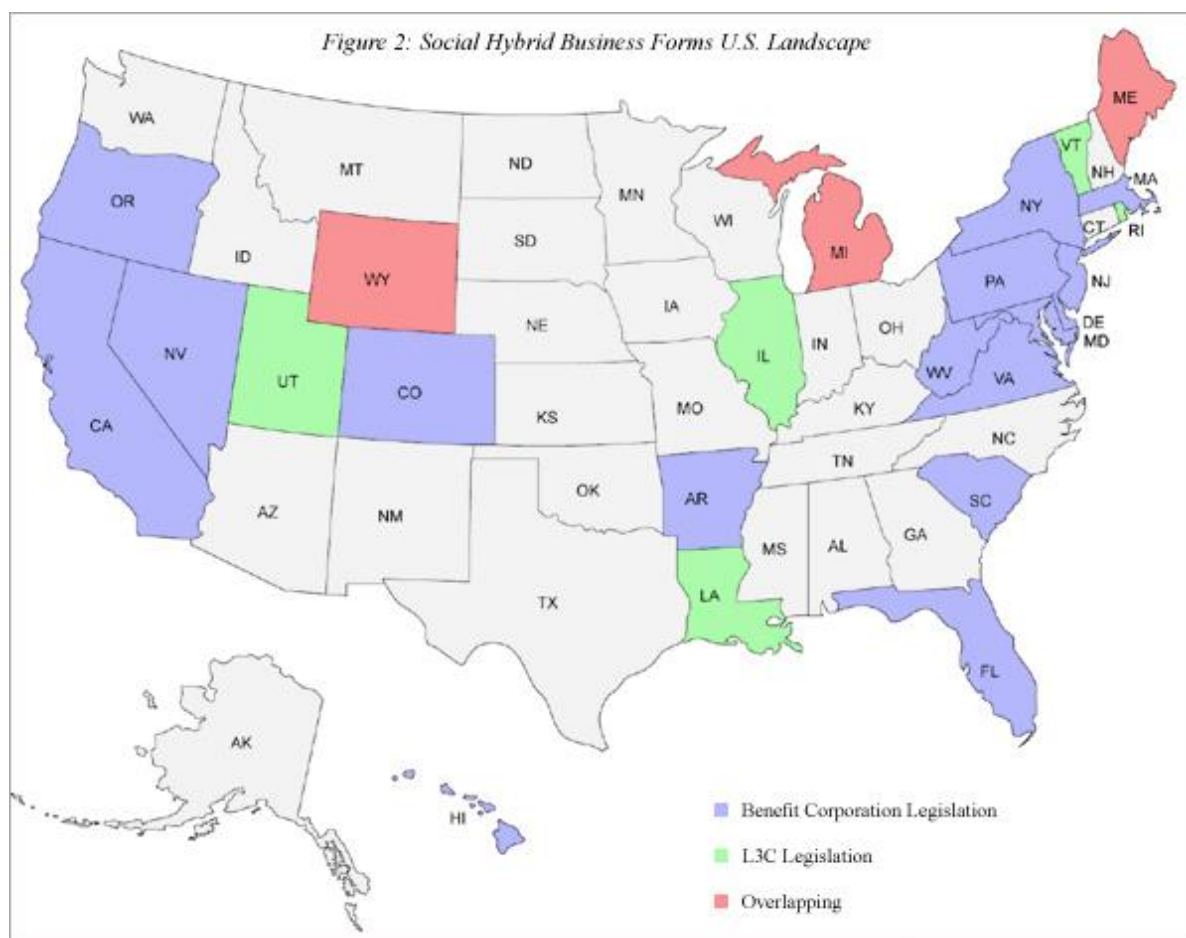 Figure 2: Social Hybrid Business Forms U.S. Landscape
ME
WA
VT
MT
ND
MN
NH
MA
OR
NY
WI
SD
CT
RI
ID
MI
WY
PA
NJ
IA
NE
OH
DE
IN
MD
NV
IL
UT
WV
VA
CO
CA
MO
KY
KS
NC
TN
OK
AR
SC
AZ
NM
GA
MS
AL
LA
TX
FL
AK
HI
Benefit Corporation Legislation
L3C Legislation
Overlapping